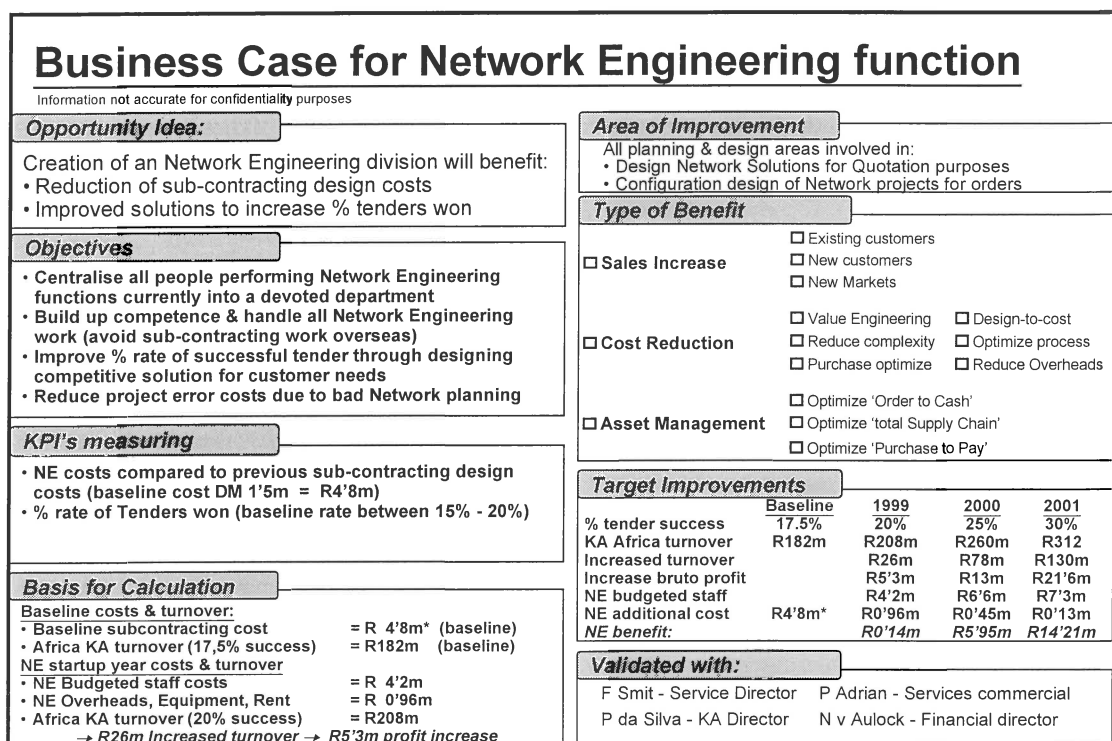 Business Case for Network Engineering function
Information not accurate for confidentiality purposes
Opportunity Idea:
Creation of an Network Engineering division will benefit:
• Reduction of sub-contracting design costs
• Improved solutions to increase % tenders won
Objectives
• Centralise all people performing Network Engineering
functions currently into a devoted department
• Build up competence & handle all Network Engineering
work (avoid sub-contracting work overseas)
• Improve % rate of successful tender through designing
competitive solution for customer needs
• Reduce project error costs due to bad Network planning
KPI's measuring
• NE costs compared to previous sub-contracting design
costs (baseline cost DM 1'5m = R4'8m)
• % rate of Tenders won (baseline rate between 15% - 20%)
Basis for Calculation
Baseline costs & turnover:
• Baseline subcontracting cost = R 4'8m* (baseline)
• Africa KA turnover (17,5% success) = R182m (baseline)
NE startup year costs & turnover
• NE Budgeted staff costs = R 4'2m
• NE Overheads, Equipment, Rent = R 0'96m
• Africa KA turnover (20% success) = R208m
→ R26m Increased turnover → R5'3m profit increase
Area of Improvement
All planning & design areas involved in:
• Design Network Solutions for Quotation purposes
• Configuration design of Network projects for orders
Type of Benefit
☐ Sales Increase
☐ Existing customers
☐ New customers
☐ New Markets
☐ Cost Reduction
☐ Value Engineering ☐ Design-to-cost
☐ Reduce complexity ☐ Optimize process
☐ Purchase optimize ☐ Reduce Overheads
☐ Asset Management
☐ Optimize 'Order to Cash'
☐ Optimize 'total Supply Chain'
☐ Optimize 'Purchase to Pay'
Target Improvements
Baseline 1999 2000 2001
% tender success 17.5% 20% 25% 30%
KA Africa turnover R182m R208m R260m R312
Increased turnover R26m R78m R130m
Increase bruto profit R5'3m R13m R21'6m
NE budgeted staff R4'2m R6'6m R7'3m
NE additional cost R4'8m* R0'96m R0'45m R0'13m
NE benefit: R0'14m R5'95m R14'21m
Validated with:
F Smit - Service Director P Adrian - Services commercial
P da Silva - KA Director N v Aulock - Financial director